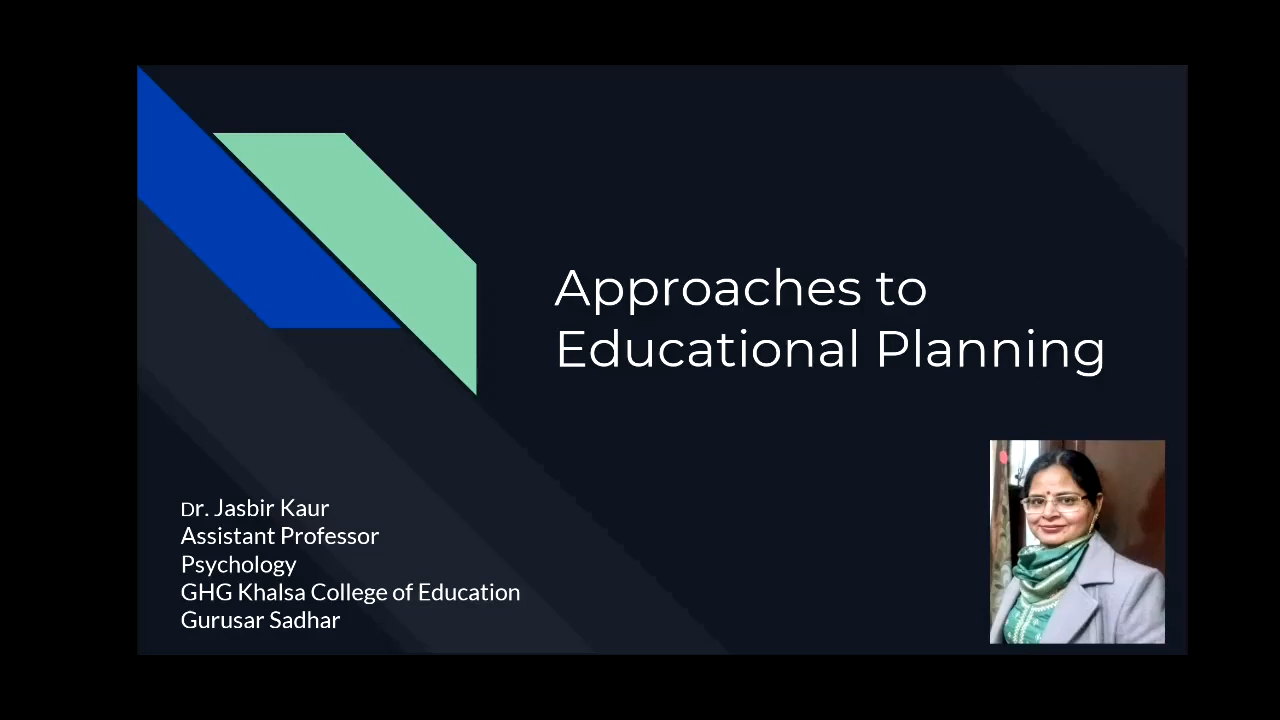 Approaches to
Educational Planning
Dr. Jasbir Kaur
Assistant Professor
Psychology
GHG Khalsa College of Education
Gurusar Sadhar